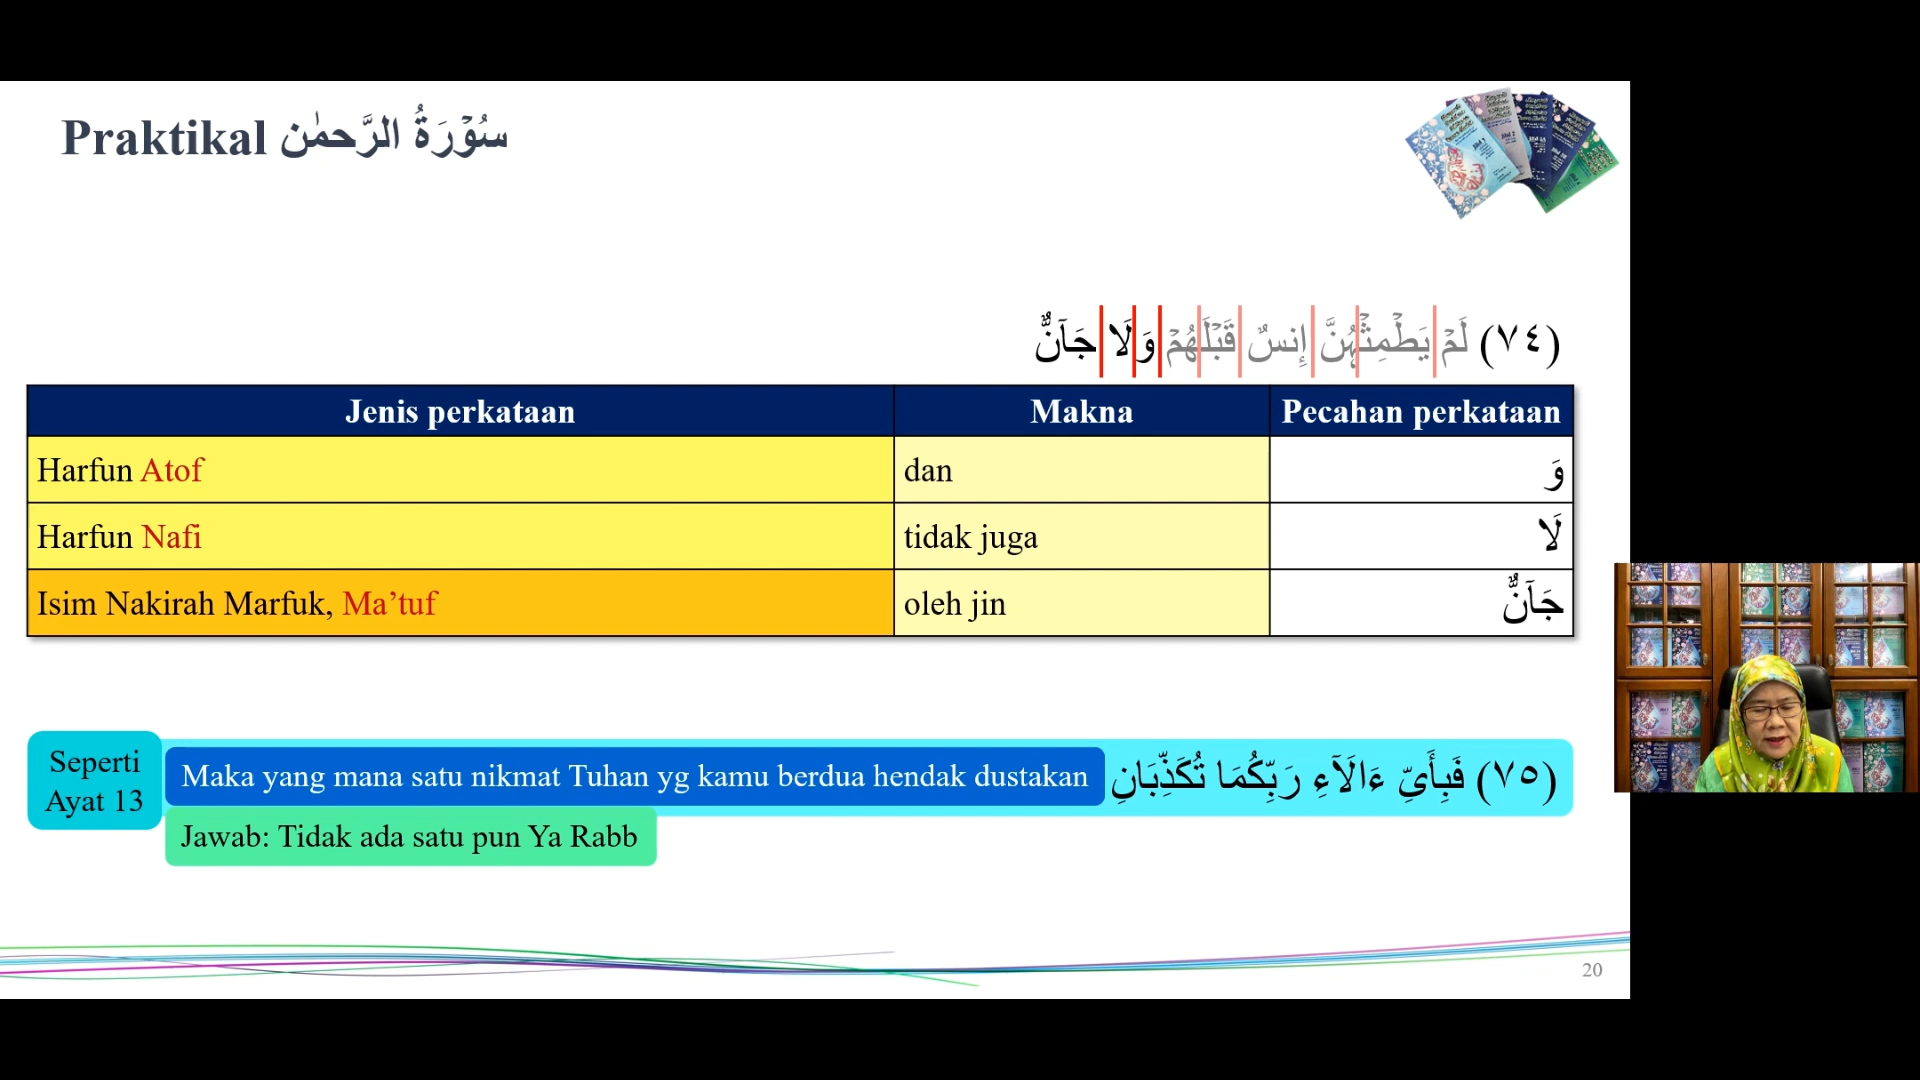 Praktikal سُوْرَةُ الرَّحمٰن
(٧٤) لَمْ يَطْمِثْهُنَّ إِنسٌ قَبْلَهُمْ وَلَا جَآنٌّ
Jenis perkataan Makna Pecahan perkataan
Harfun Atof dan وَ
Harfun Nafi tidak juga لَا
Isim Nakirah Marfuk, Ma’tuf oleh jin جَآنٌّ
Seperti
Ayat 13
Maka yang mana satu nikmat Tuhan yg kamu berdua hendak dustakan (٧٥) فَبِأَىِّ ءَالَآءِ رَبِّكُمَا تُكَذِّبَانِ
Jawab: Tidak ada satu pun Ya Rabb
20